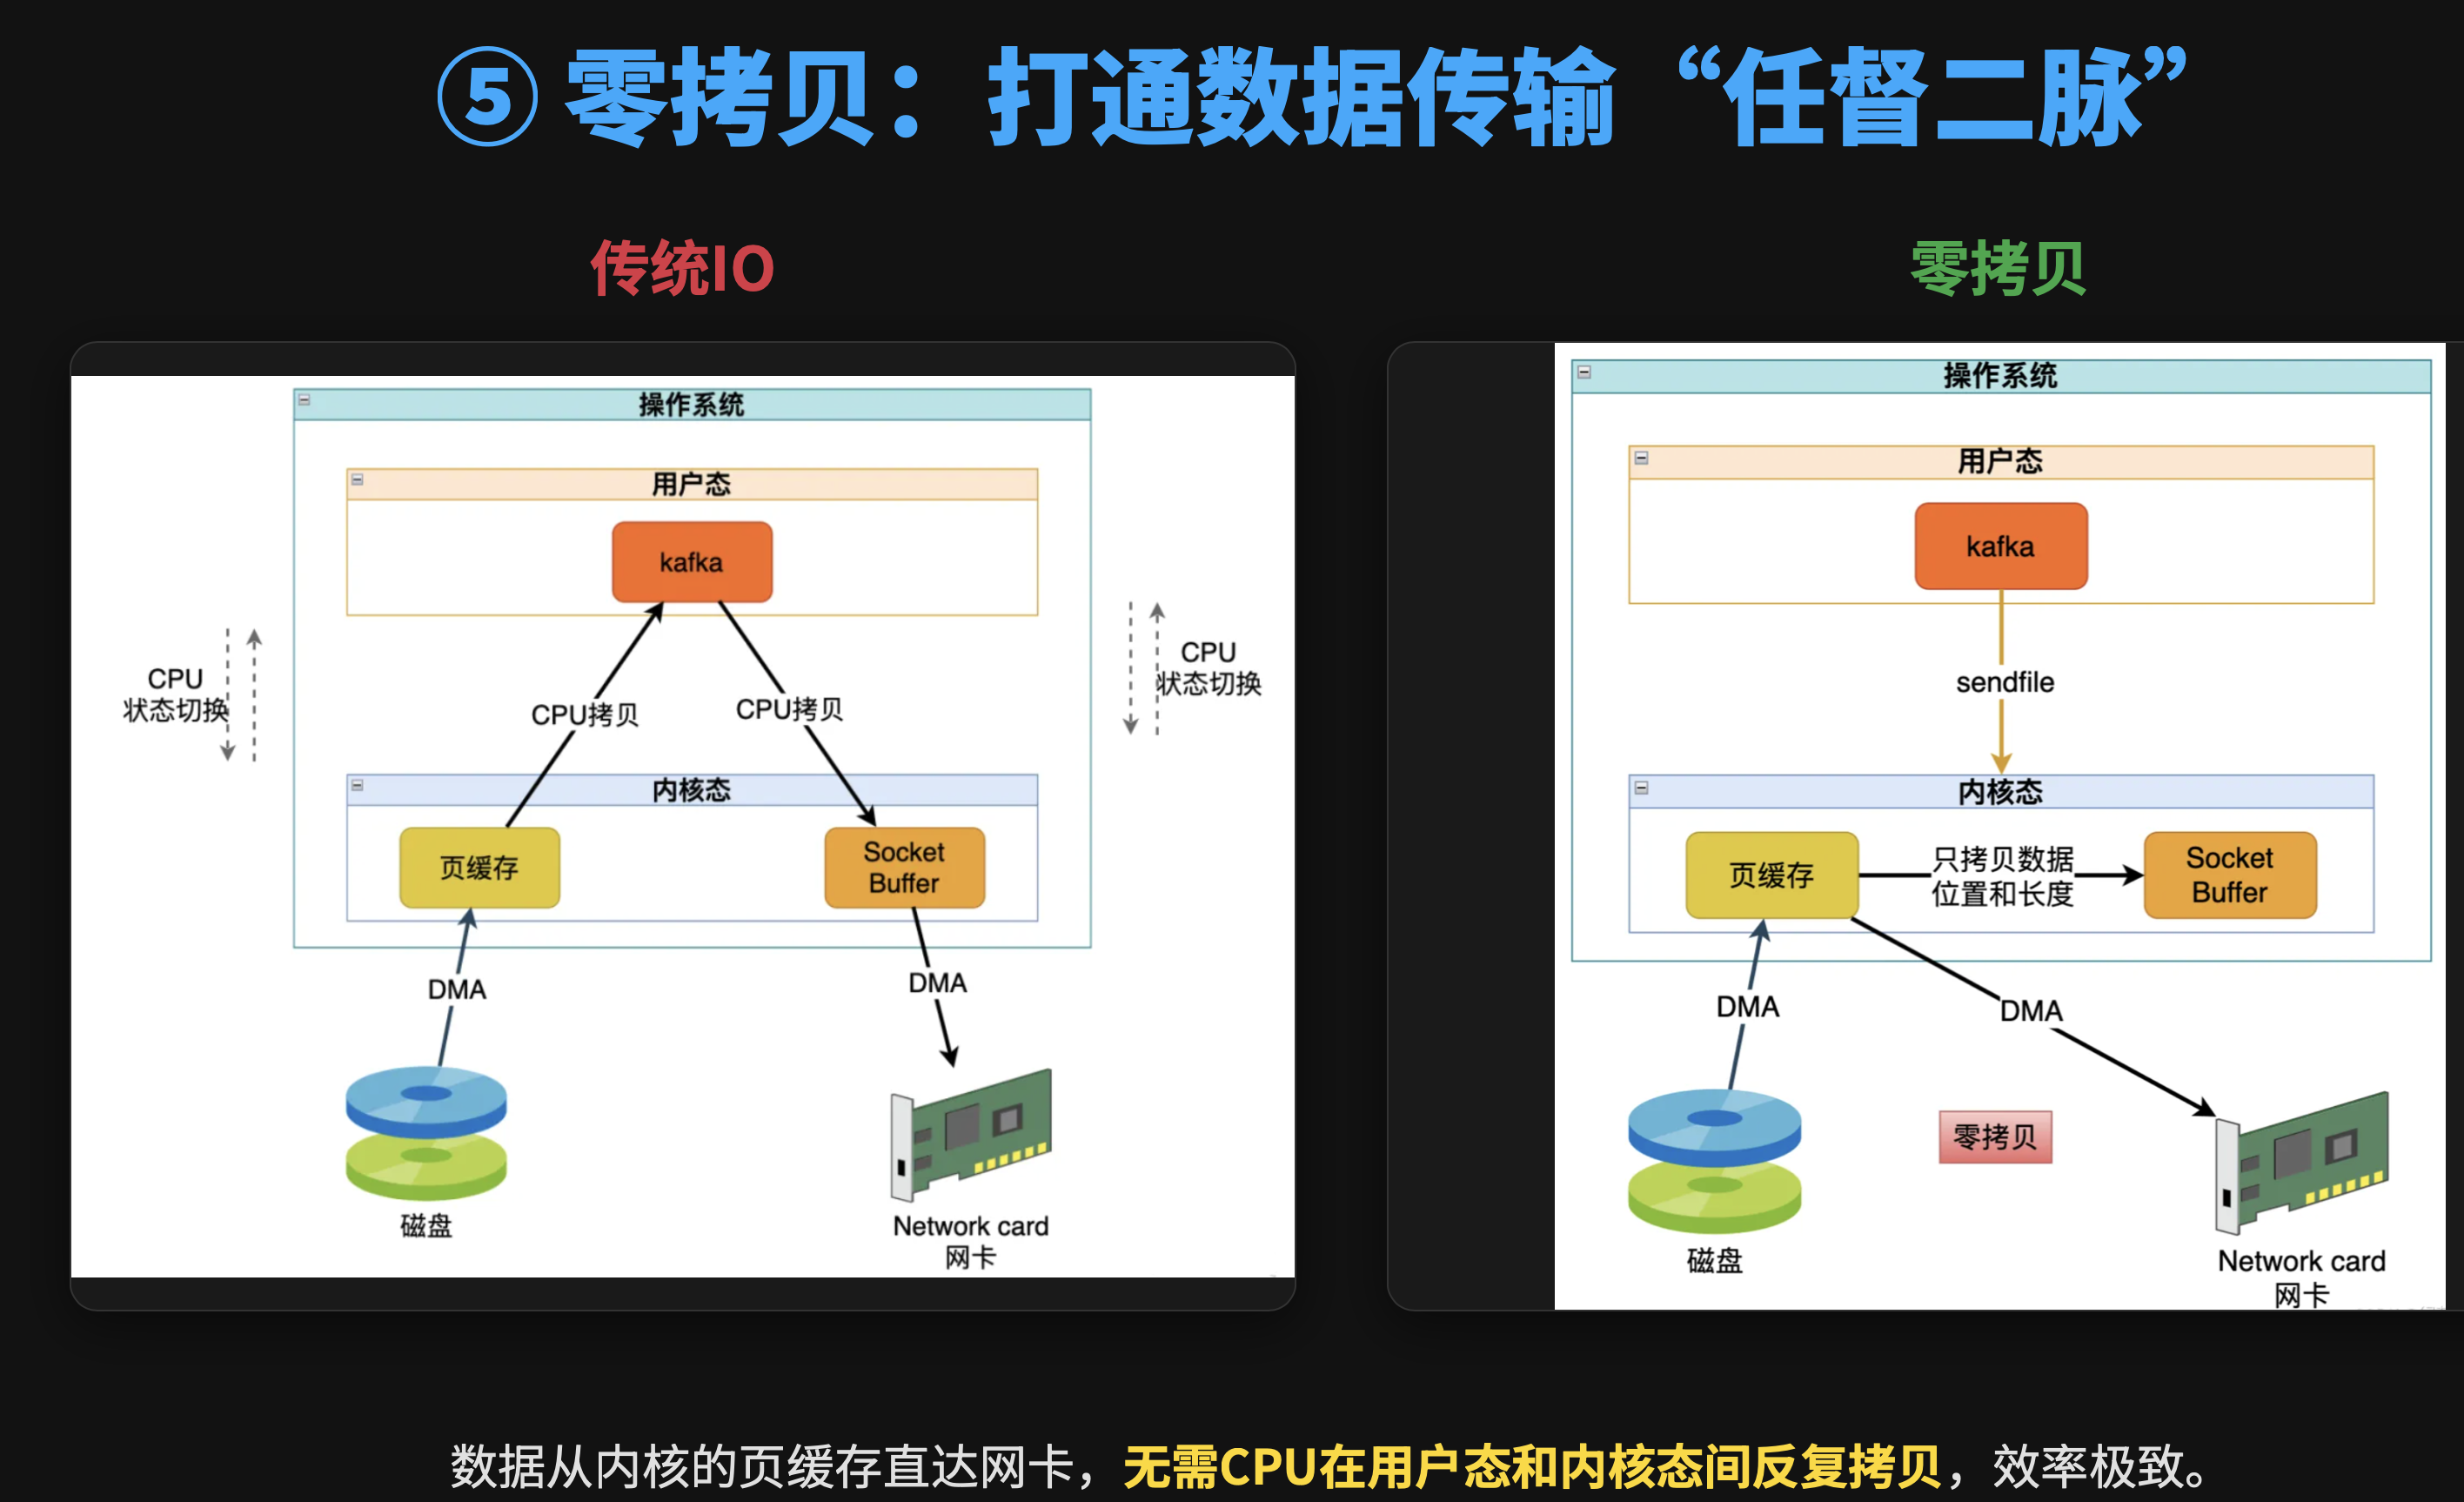 ⑤ 零拷贝：打通数据传输“任督二脉”
传统IO
操作系统
用户态
kafka
CPU
状态切换
CPU
状态切换
CPU拷贝
CPU拷贝
内核态
页缓存
Socket
Buffer
DMA
DMA
磁盘
Network card
网卡
零拷贝
操作系统
用户态
kafka
sendfile
内核态
页缓存
只拷贝数据
位置和长度
Socket
Buffer
DMA
DMA
零拷贝
磁盘
Network card
网卡
数据从内核的页缓存直达网卡，无需CPU在用户态和内核态间反复拷贝，效率极致。